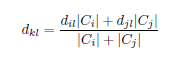 d_{kl} = \frac{d_{il}|C_i| + d_{jl}|C_j|}{|C_i| + |C_j|}